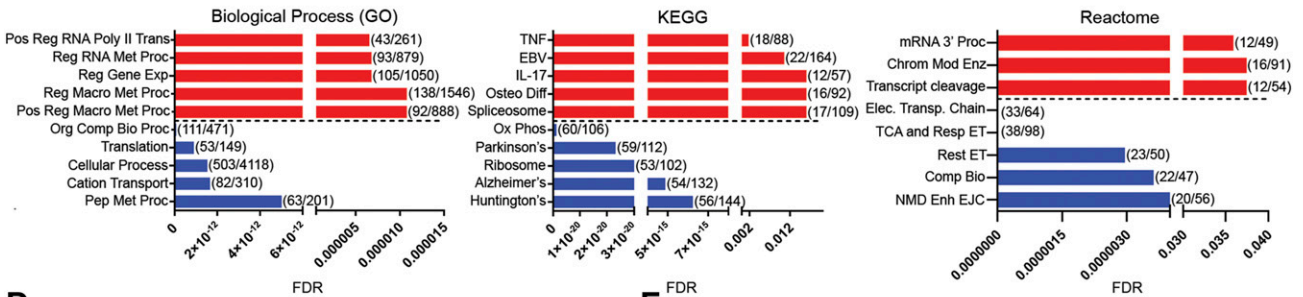 Biological Process (GO)
Pos Reg RNA Poly II Trans (43/261)
Reg RNA Met Proc (93/879)
Reg Gene Exp (105/1050)
Reg Macro Met Proc (138/1546)
Pos Reg Macro Met Proc (92/888)
Org Comp Bio Proc (111/471)
Translation (53/149)
Cellular Process (503/4118)
Cation Transport (82/310)
Pep Met Proc (63/201)
0 2×10⁻¹² 4×10⁻¹² 6×10⁻¹² 0.000005 0.000010 0.000015
FDR
KEGG
TNF (18/88)
EBV (22/164)
IL-17 (12/57)
Osteo Diff (16/92)
Spliceosome (17/109)
Ox Phos (60/106)
Parkinson's (59/112)
Ribosome (53/102)
Alzheimer's (54/132)
Huntington's (56/144)
0 1×10⁻²⁰ 2×10⁻²⁰ 3×10⁻²⁰ 5×10⁻¹⁵ 7×10⁻¹⁵ 0.002 0.012
FDR
Reactome
mRNA 3' Proc (12/49)
Chrom Mod Enz (16/91)
Transcript cleavage (12/54)
Elec. Transp. Chain (33/64)
TCA and Resp ET (38/98)
Rest ET (23/50)
Comp Bio (22/47)
NMD Enh EJC (20/56)
0.0000000 0.0000015 0.0000030 0.030 0.035 0.040
FDR